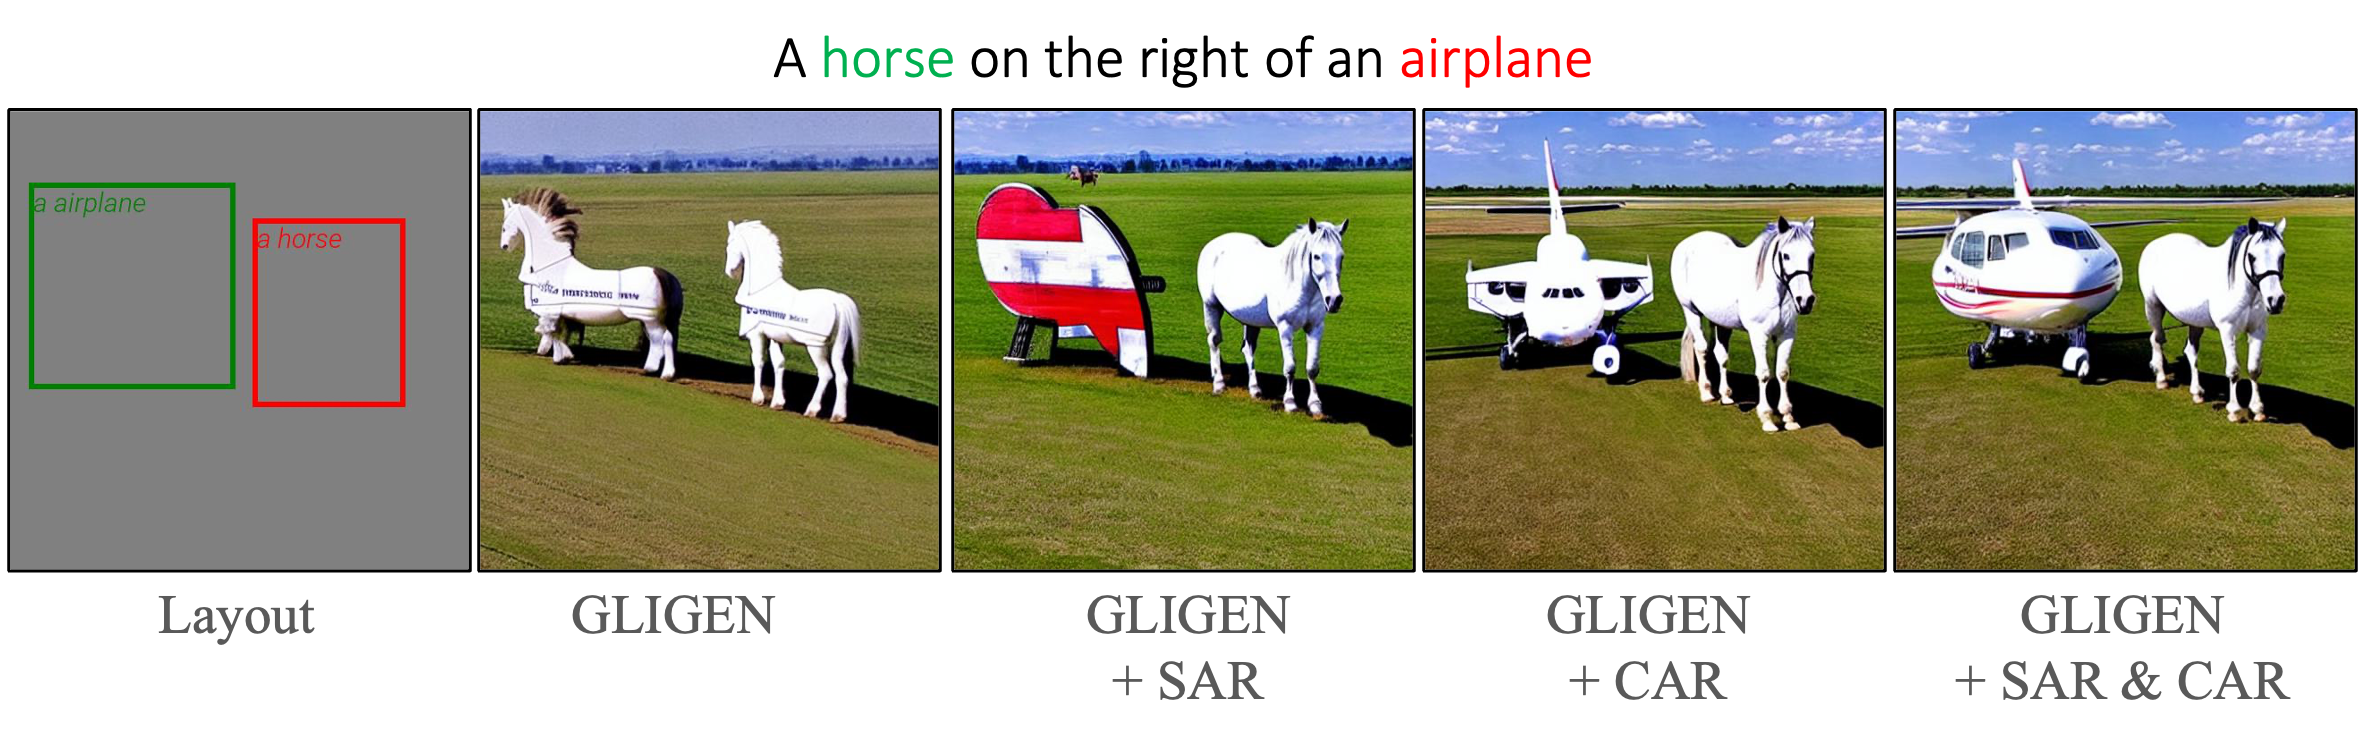 A horse on the right of an airplane
a airplane
a horse
Layout
GLIGEN
GLIGEN
+ SAR
GLIGEN
+ CAR
GLIGEN
+ SAR & CAR